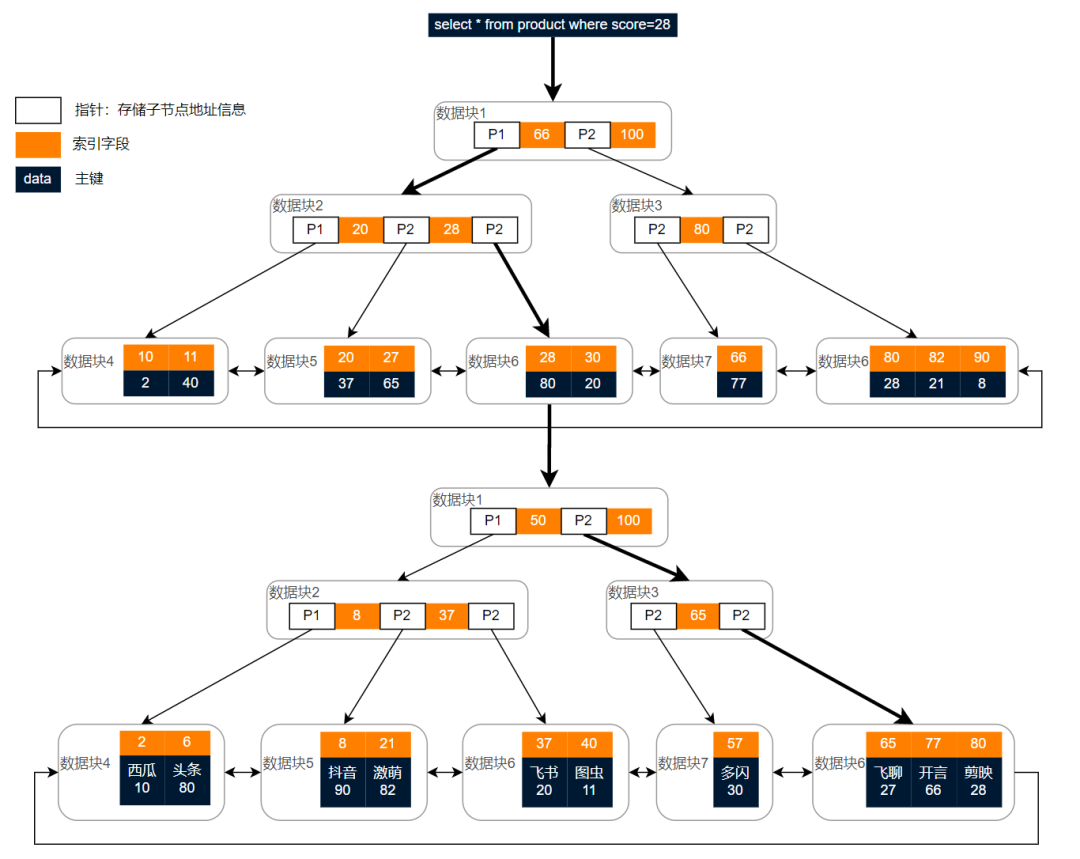 select * from product where score=28
指针：存储子节点地址信息
索引字段
data 主键
数据块1
P1 66 P2 100
数据块2
P1 20 P2 28 P2
数据块3
P2 80 P2
数据块4
10 11
2 40
数据块5
20 27
37 65
数据块6
28 30
80 20
数据块7
66
77
数据块6
80 82 90
28 21 8
数据块1
P1 50 P2 100
数据块2
P1 8 P2 37 P2
数据块3
P2 65 P2
数据块4
2 6
西瓜 头条
10 80
数据块5
8 21
抖音 激萌
90 82
数据块6
37 40
飞书 图虫
20 11
数据块7
57
多闪
30
数据块6
65 77 80
飞聊 开言 剪映
27 66 28